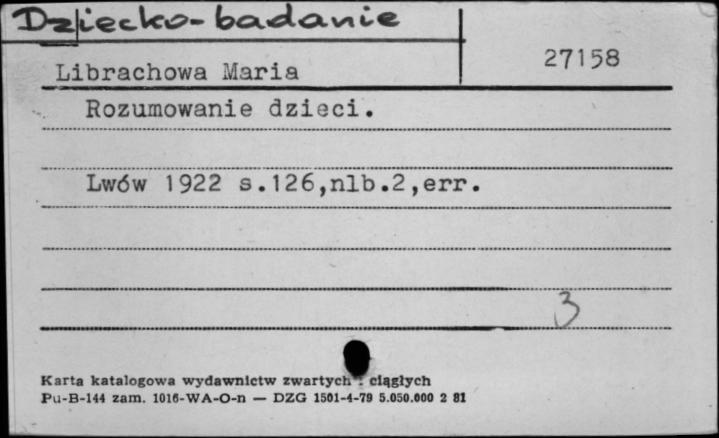 Dziecko-badanie
27158
Librachowa Maria
Rozumowanie dzieci.
Lwów 1922 s.126,nlb.2,err.
3
Karta katalogowa wydawnictw zwartych i ciągłych
Pu-B-144 zam. 1016-WA-O-n — DZG 1501-4-79 5.050.000 2 81